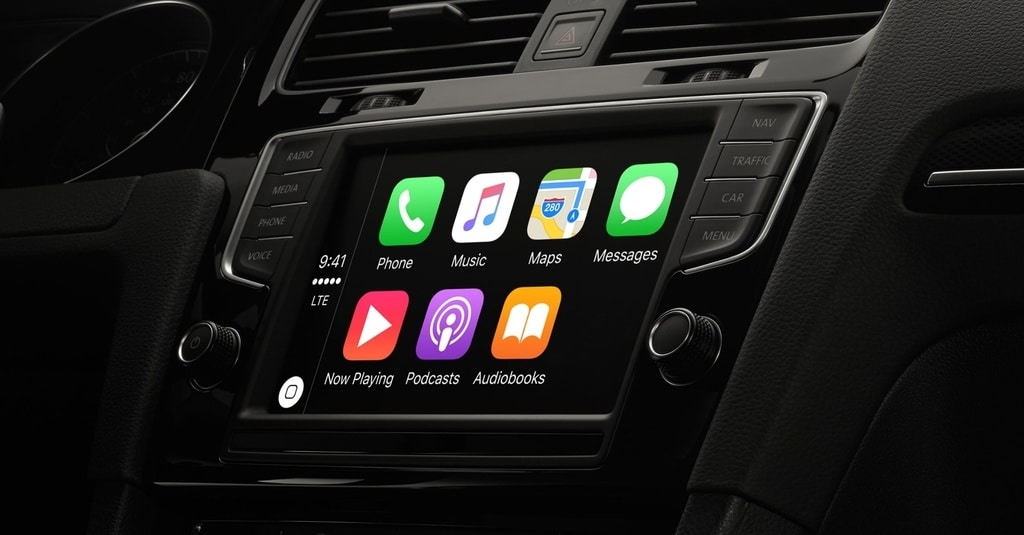 RADIO
MEDIA
PHONE
VOICE
9:41
LTE
Phone
Music
280
Maps
Messages
Now Playing
Podcasts
Audiobooks
NAV
TRAFFIC
CAR
MENU